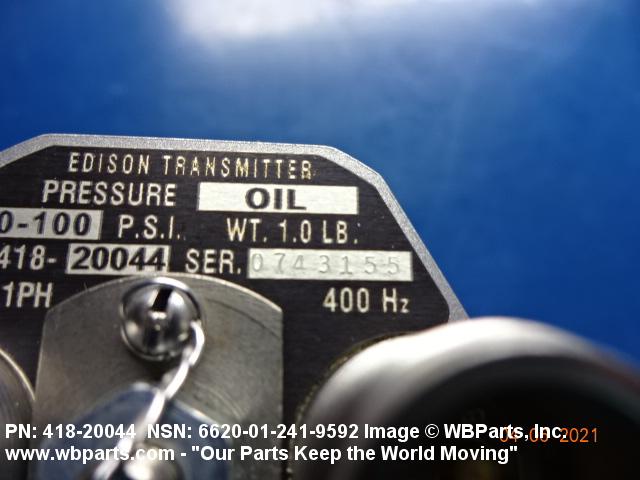 EDISON TRANSMITTER
PRESSURE OIL
0-100 P.S.I. WT. 1.0 LB.
418-20044 SER. 0743155
1PH 400 Hz
PN: 418-20044 NSN: 6620-01-241-9592 Image © WBParts, Inc.
2021
www.wbparts.com - "Our Parts Keep the World Moving"